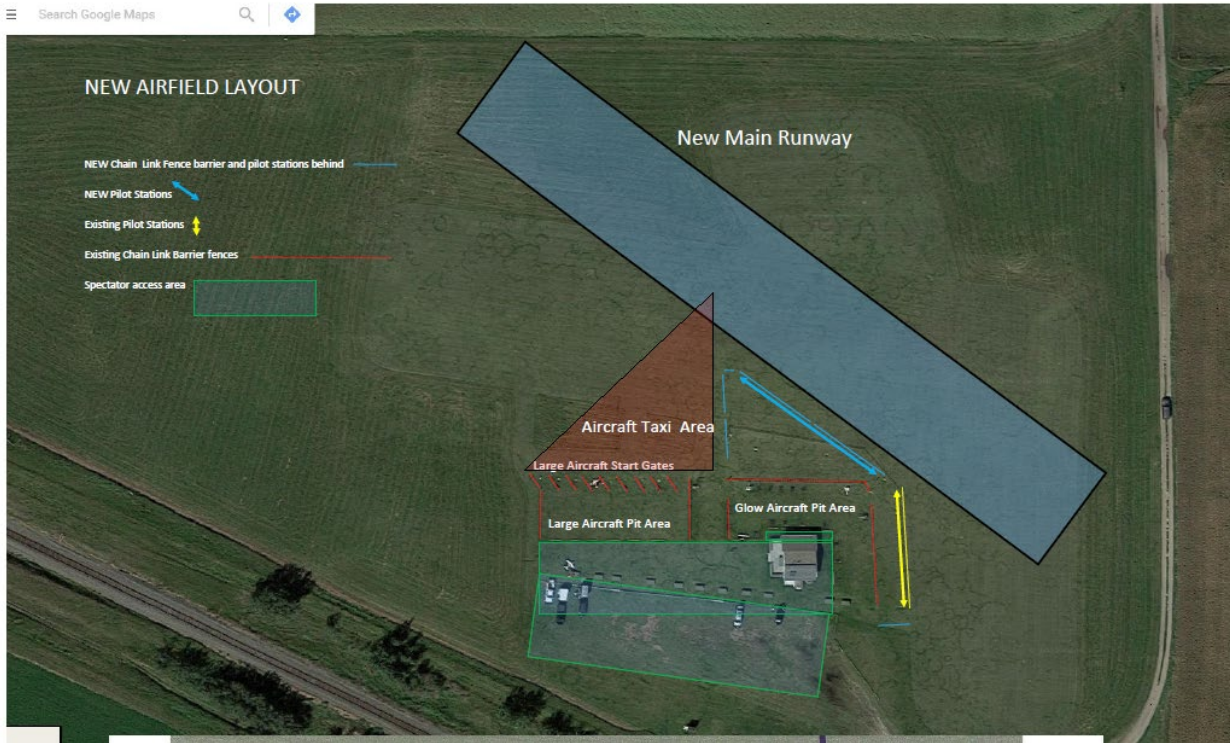 Search Google Maps
NEW AIRFIELD LAYOUT
New Main Runway
NEW Chain Link Fence barrier and pilot stations behind
NEW Pilot Stations
Existing Pilot Stations
Existing Chain Link Barrier fences
Spectator access area
Aircraft Taxi Area
Large Aircraft Start Gates
Glow Aircraft Pit Area
Large Aircraft Pit Area